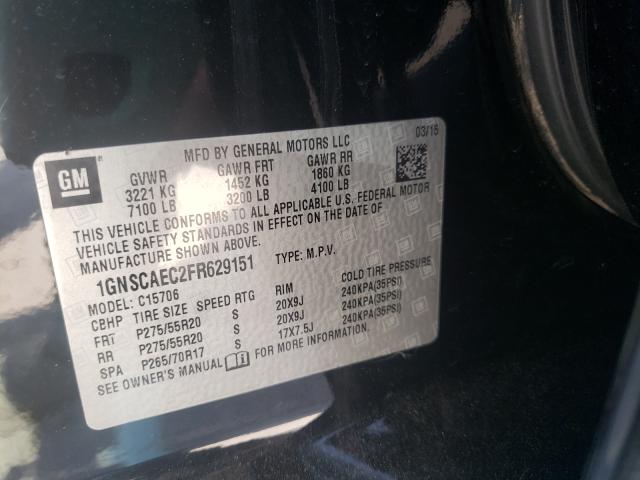 GM
MFD BY GENERAL MOTORS LLC 03/15
GVWR GAWR FRT GAWR RR
3221 KG 1452 KG 1860 KG
7100 LB 3200 LB 4100 LB
THIS VEHICLE CONFORMS TO ALL APPLICABLE U.S. FEDERAL MOTOR
VEHICLE SAFETY STANDARDS IN EFFECT ON THE DATE OF
MANUFACTURE SHOWN ABOVE.
1GNSCAEC2FR629151 TYPE: M.P.V.
MODEL: C15706
CBHP TIRE SIZE SPEED RTG RIM COLD TIRE PRESSURE
FRT P275/55R20 S 20X9J 240KPA(35PSI)
RR P275/55R20 S 20X9J 240KPA(35PSI)
SPA P265/70R17 S 17X7.5J 240KPA(35PSI)
SEE OWNER'S MANUAL FOR ADDITIONAL INFORMATION.